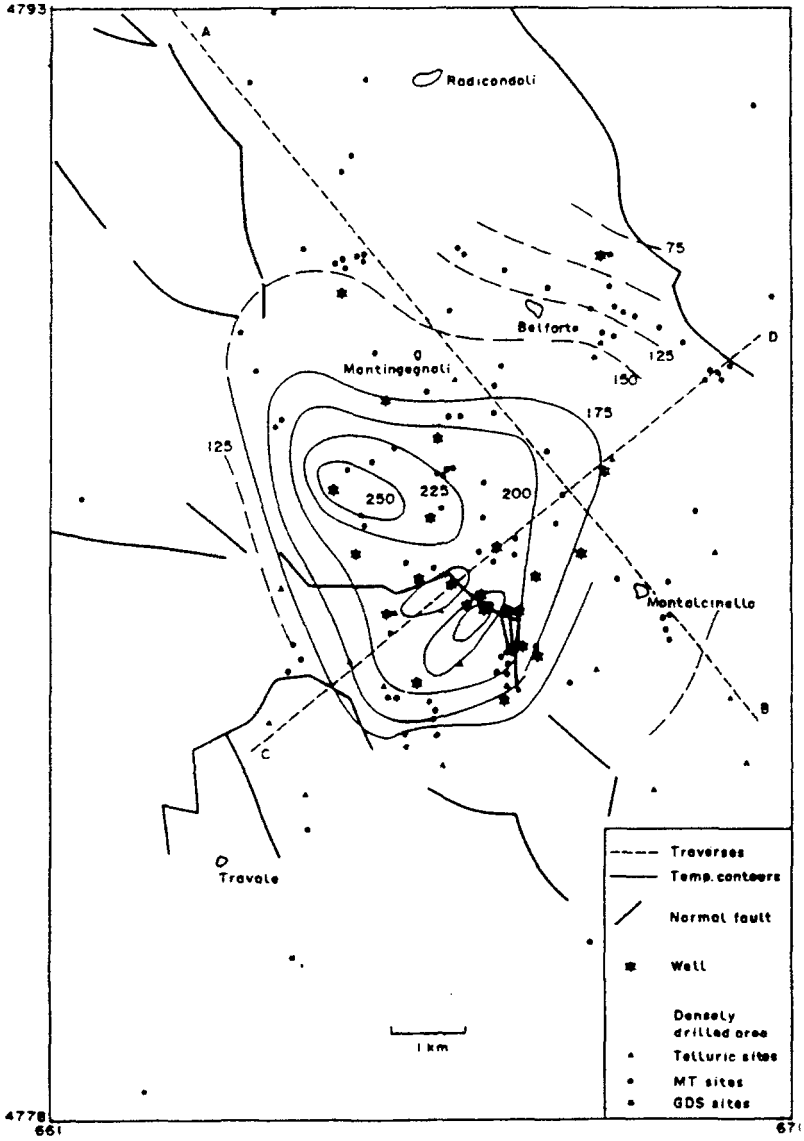 4793
A
Radicondoli
75
Belforte
D
125
Montingegnoli
150
175
125
250
225
200
Montalcinello
B
C
Travale
Traverses
Temp. contours
Normal fault
Well
Densely
drilled area
Telluric sites
MT sites
GDS sites
1 km
4778
661